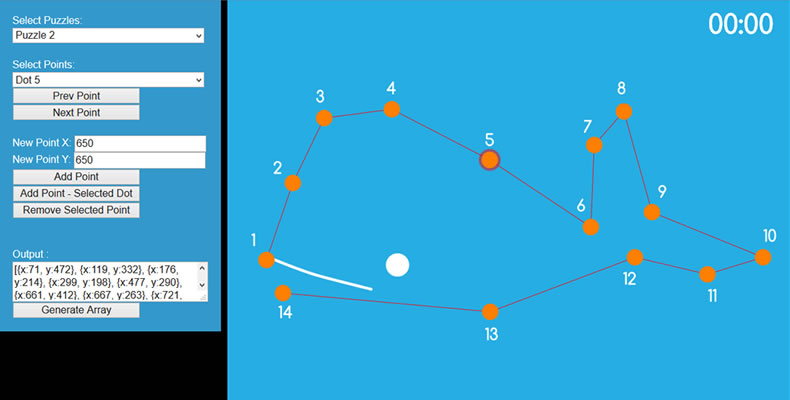 Select Puzzles:
Puzzle 2
Select Points:
Dot 5
Prev Point
Next Point
New Point X: 650
New Point Y: 650
Add Point
Add Point - Selected Dot
Remove Selected Point
Output :
[{x:71, y:472}, {x:119, y:332}, {x:176,
y:214}, {x:299, y:198}, {x:477, y:290},
{x:661, y:412}, {x:667, y:263}, {x:721,
Generate Array
00:00
8
4
3
7
5
2
9
6
1
10
12
11
14
13